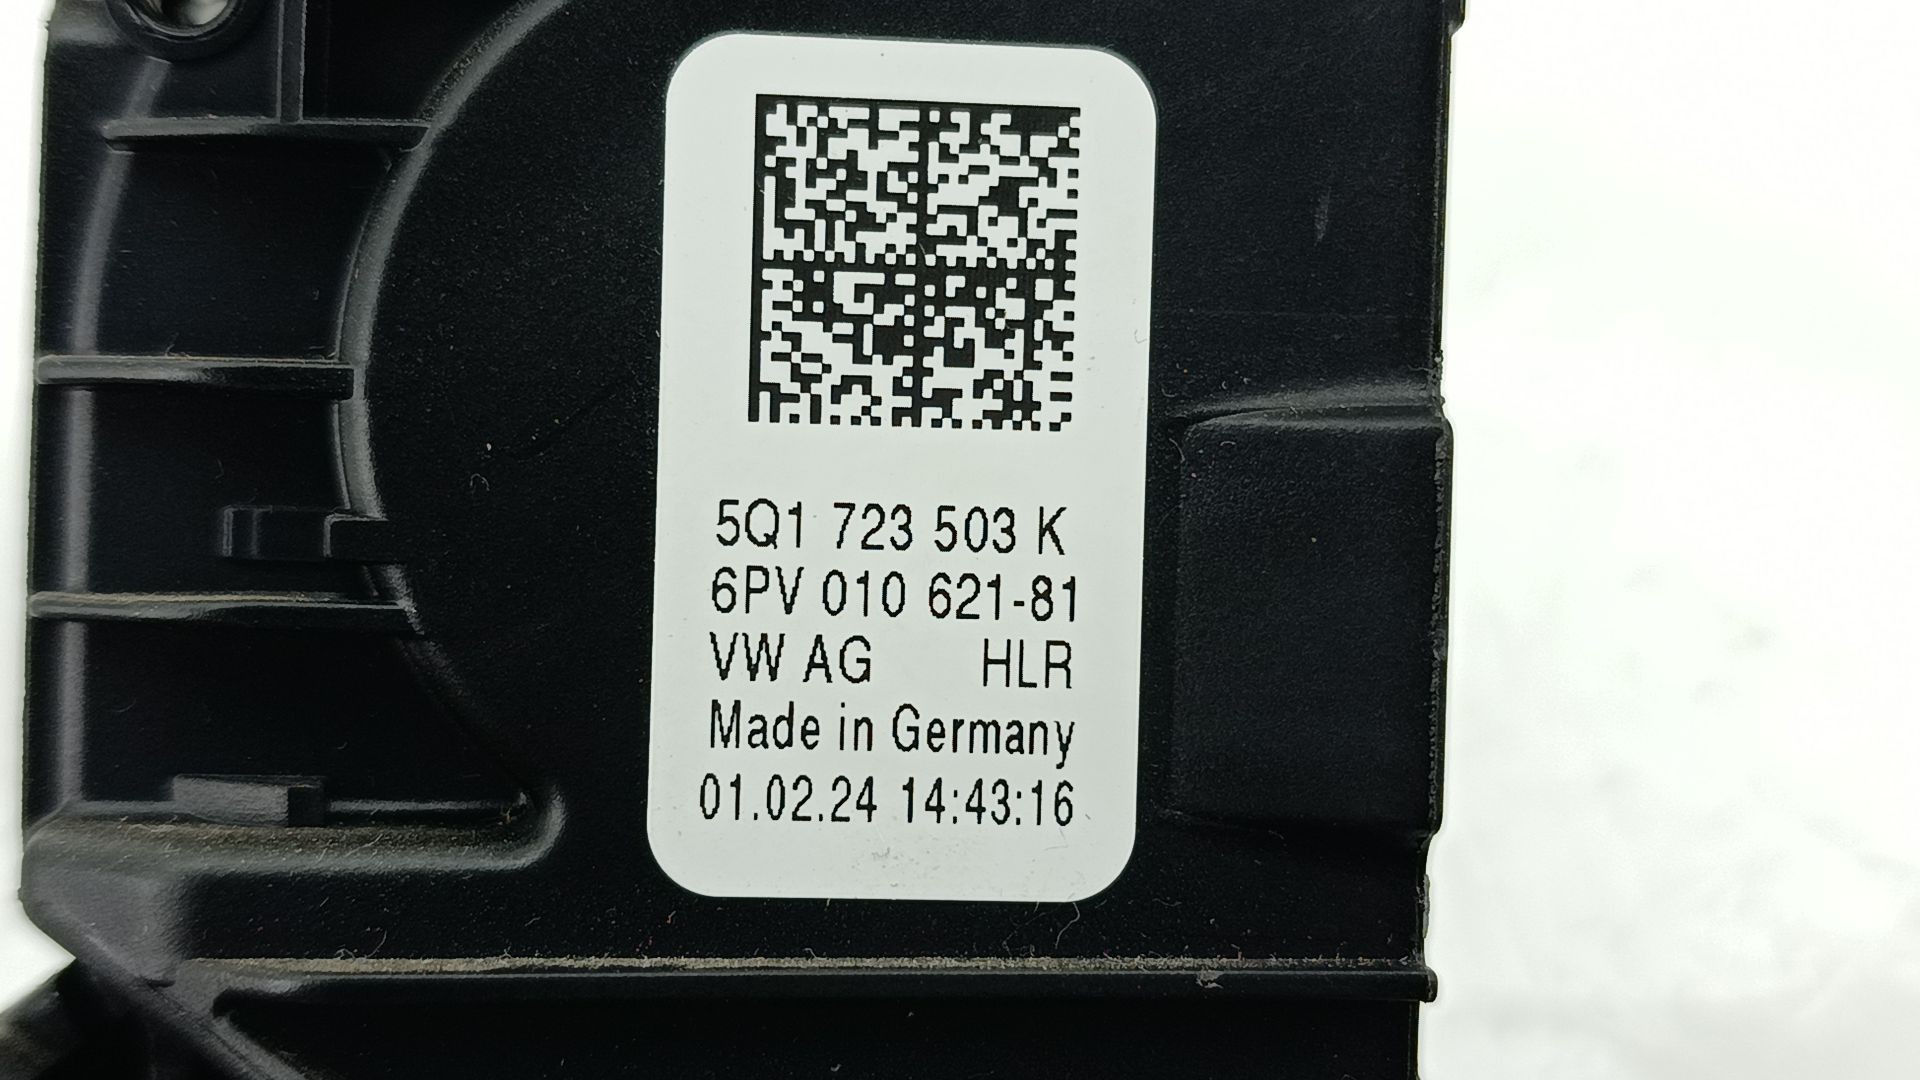 5Q1 723 503 K
6PV 010 621-81
VW AG HLR
Made in Germany
01.02.24 14:43:16